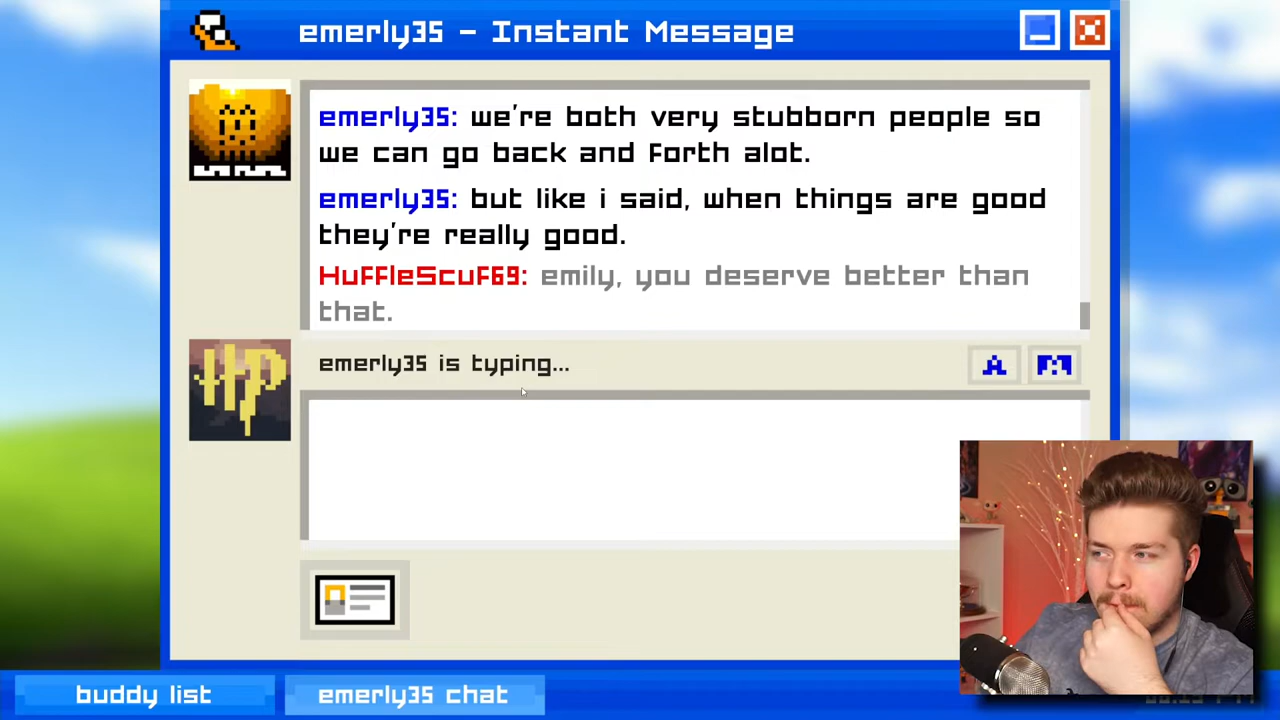 emerly35 - Instant Message
emerly35: we're both very stubborn people so
we can go back and Forth alot.
emerly35: but like i said, when things are good
they're really good.
HuffleScuf69: emily, you deserve better than
that.
HP
emerly35 is typing...
A
buddy list
emerly35 chat